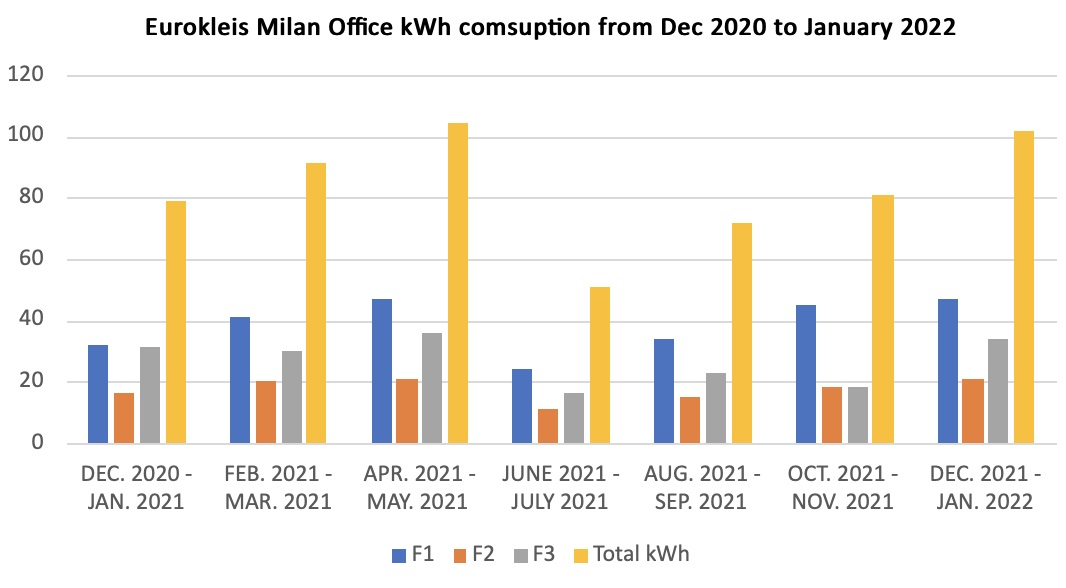 Eurokleis Milan Office kWh comsuption from Dec 2020 to January 2022
120
100
80
60
40
20
0
DEC. 2020 -
JAN. 2021
FEB. 2021 -
MAR. 2021
APR. 2021 -
MAY. 2021
JUNE 2021 -
JULY 2021
AUG. 2021 -
SEP. 2021
OCT. 2021 -
NOV. 2021
DEC. 2021 -
JAN. 2022
F1 F2 F3 Total kWh